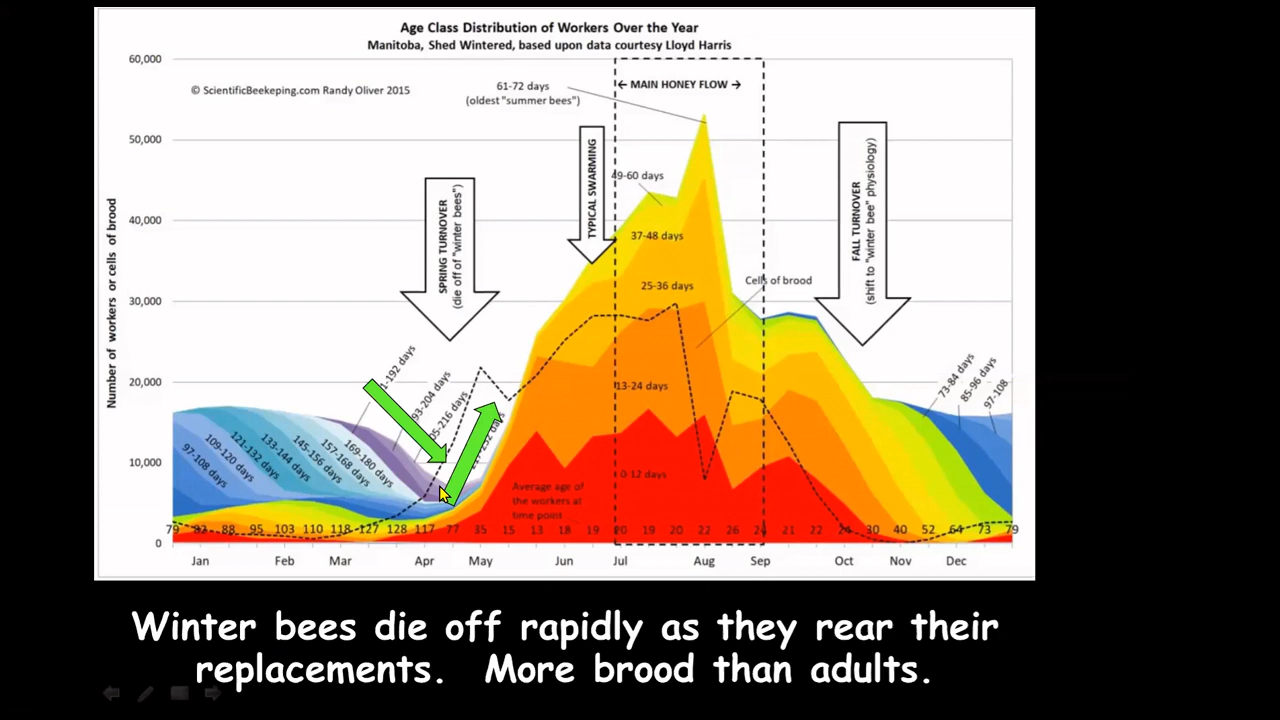 Age Class Distribution of Workers Over the Year
Manitoba, Shed Wintered, based upon data courtesy Lloyd Harris
© ScientificBeekeeping.com Randy Oliver 2015
Number of workers or cells of brood
60,000
50,000
40,000
30,000
20,000
10,000
0
61-72 days
(oldest "summer bees")
← MAIN HONEY FLOW →
SPRING TURNOVER
(die off of "winter bees")
TYPICAL SWARMING
FALL TURNOVER
(shift to "winter bee" physiology)
49-60 days
37-48 days
25-36 days
Cells of brood
13-24 days
0-12 days
97-108 days
109-120 days
121-132 days
133-144 days
145-156 days
157-168 days
169-180 days
1-192 days
93-204 days
05-216 days
73-84 days
85-96 days
97-108
Average age of
the workers at
time point
79 82 88 95 103 110 118 127 128 117 77 35 15 13 18 19 20 19 20 22 26 24 21 22 24 30 40 52 64 73 79
Jan Feb Mar Apr May Jun Jul Aug Sep Oct Nov Dec
Winter bees die off rapidly as they rear their
replacements. More brood than adults.